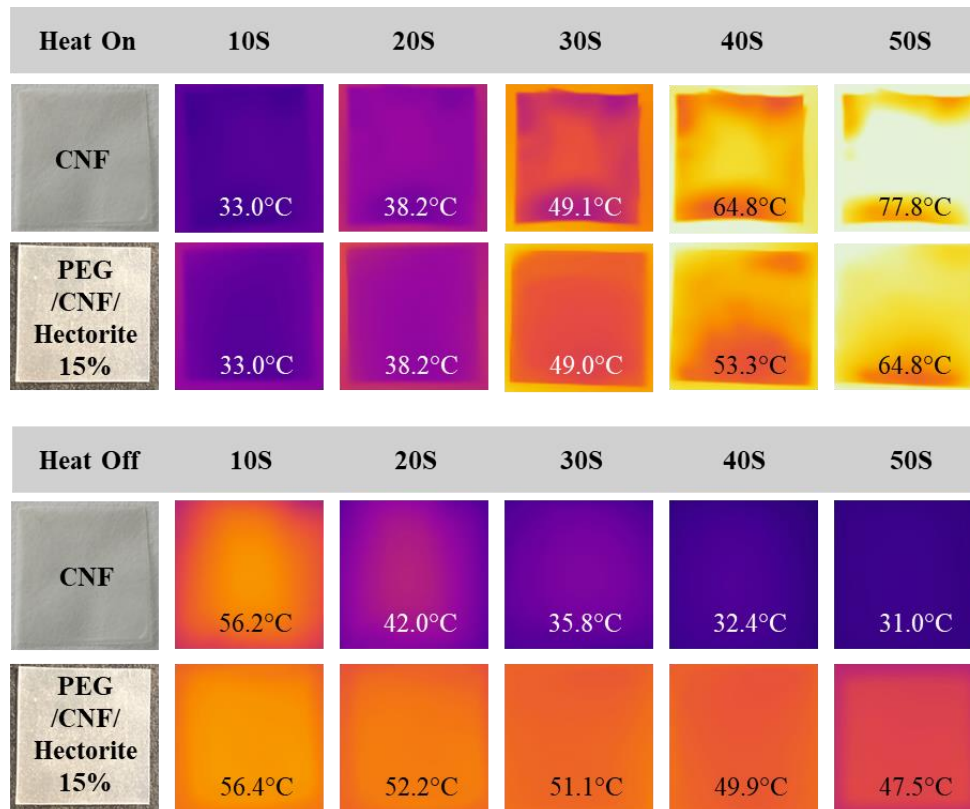 Heat On 10S 20S 30S 40S 50S
CNF
33.0°C 38.2°C 49.1°C 64.8°C 77.8°C
PEG
/CNF/
Hectorite
15%
33.0°C 38.2°C 49.0°C 53.3°C 64.8°C
Heat Off 10S 20S 30S 40S 50S
CNF
56.2°C 42.0°C 35.8°C 32.4°C 31.0°C
PEG
/CNF/
Hectorite
15%
56.4°C 52.2°C 51.1°C 49.9°C 47.5°C